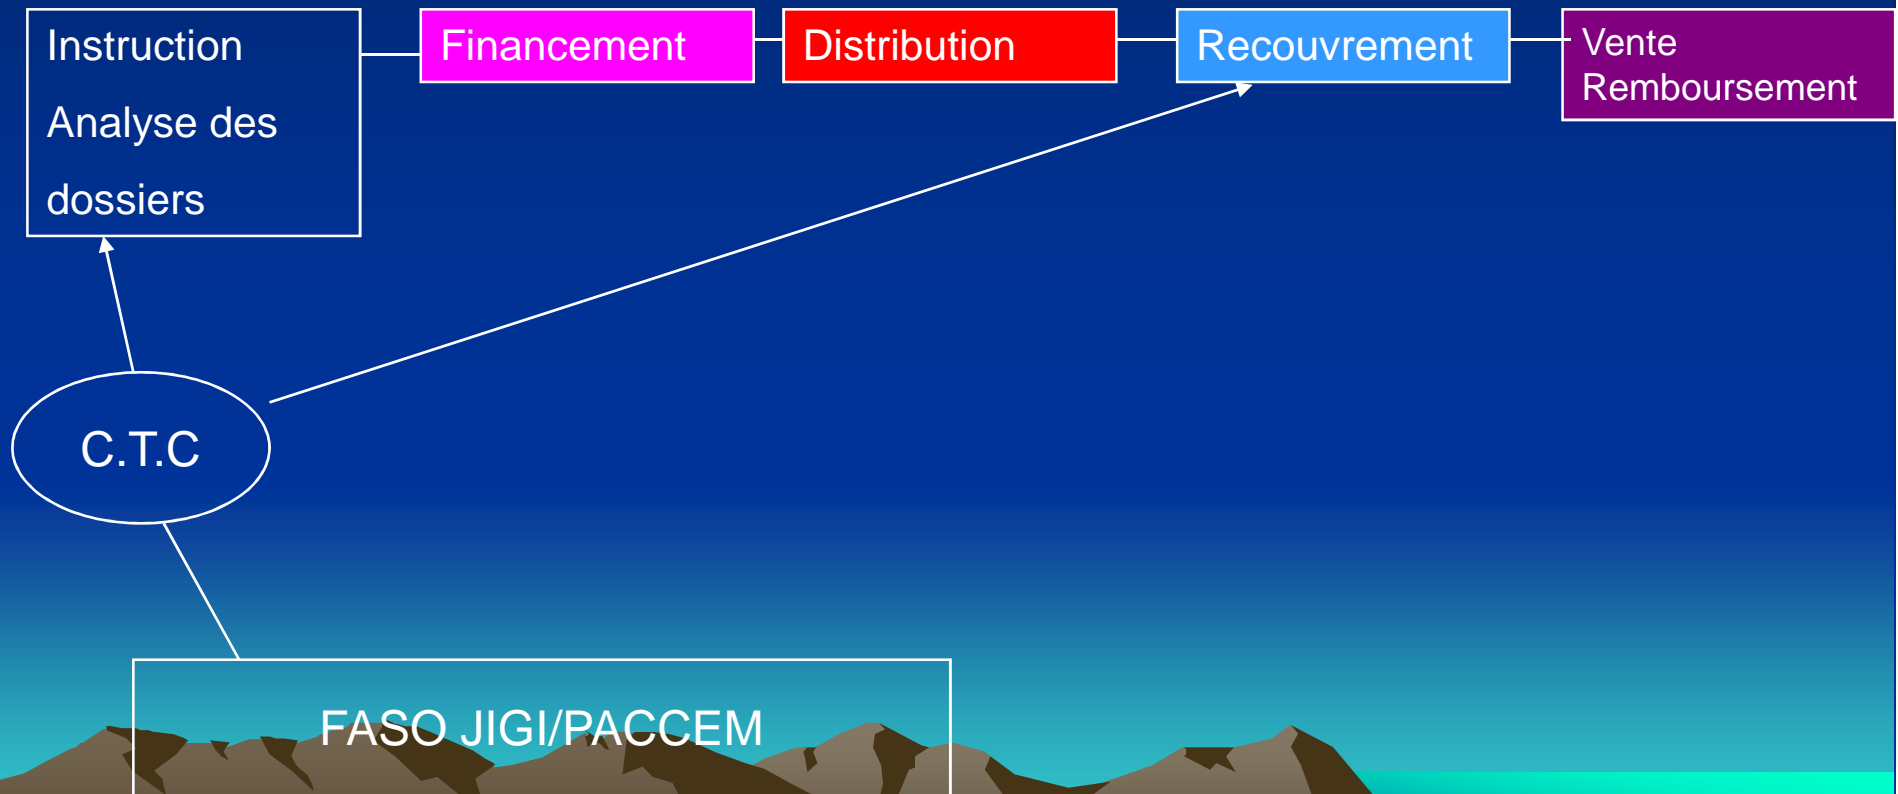 Instruction
Analyse des
dossiers
Financement
Distribution
Recouvrement
Vente
Remboursement
C.T.C
FASO JIGI/PACCEM